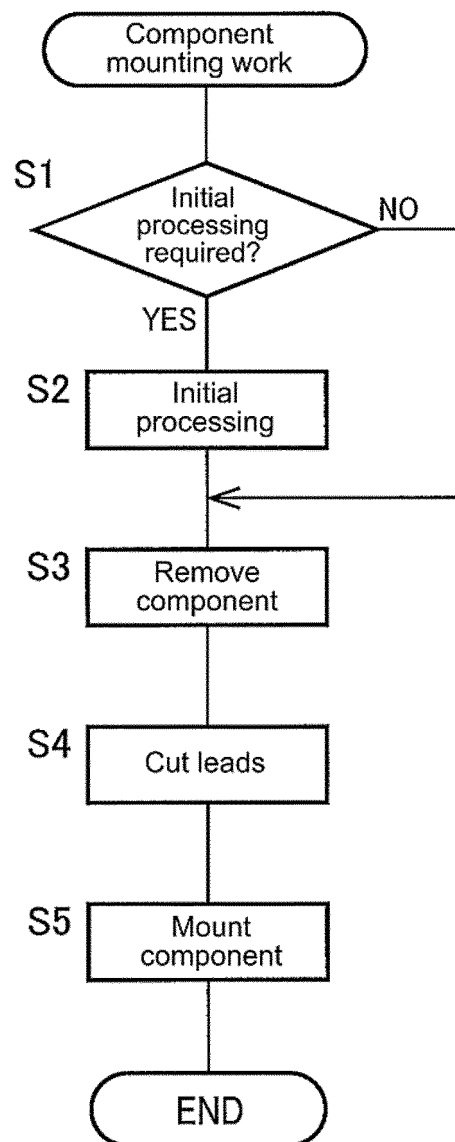 Component
mounting work
S1
Initial
processing
required?
NO
YES
S2
Initial
processing
S3
Remove
component
S4
Cut leads
S5
Mount
component
END